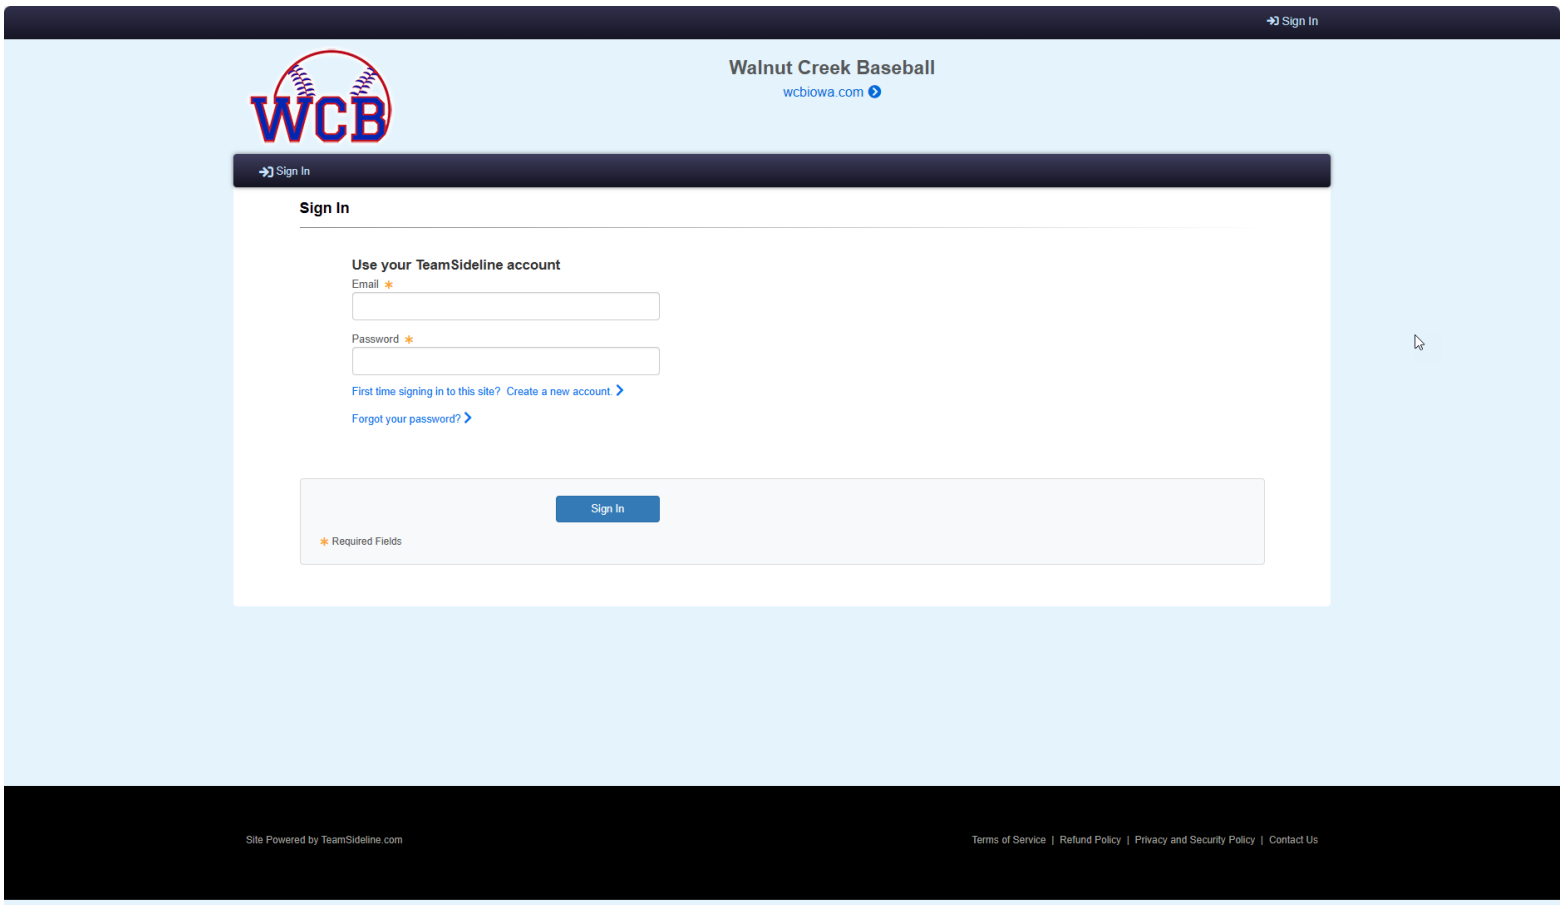 Sign In
WCB
Walnut Creek Baseball
wcbiowa.com
Sign In
Sign In
Use your TeamSideline account
Email *
Password *
First time signing in to this site? Create a new account.
Forgot your password?
Sign In
* Required Fields
Site Powered by TeamSideline.com
Terms of Service | Refund Policy | Privacy and Security Policy | Contact Us